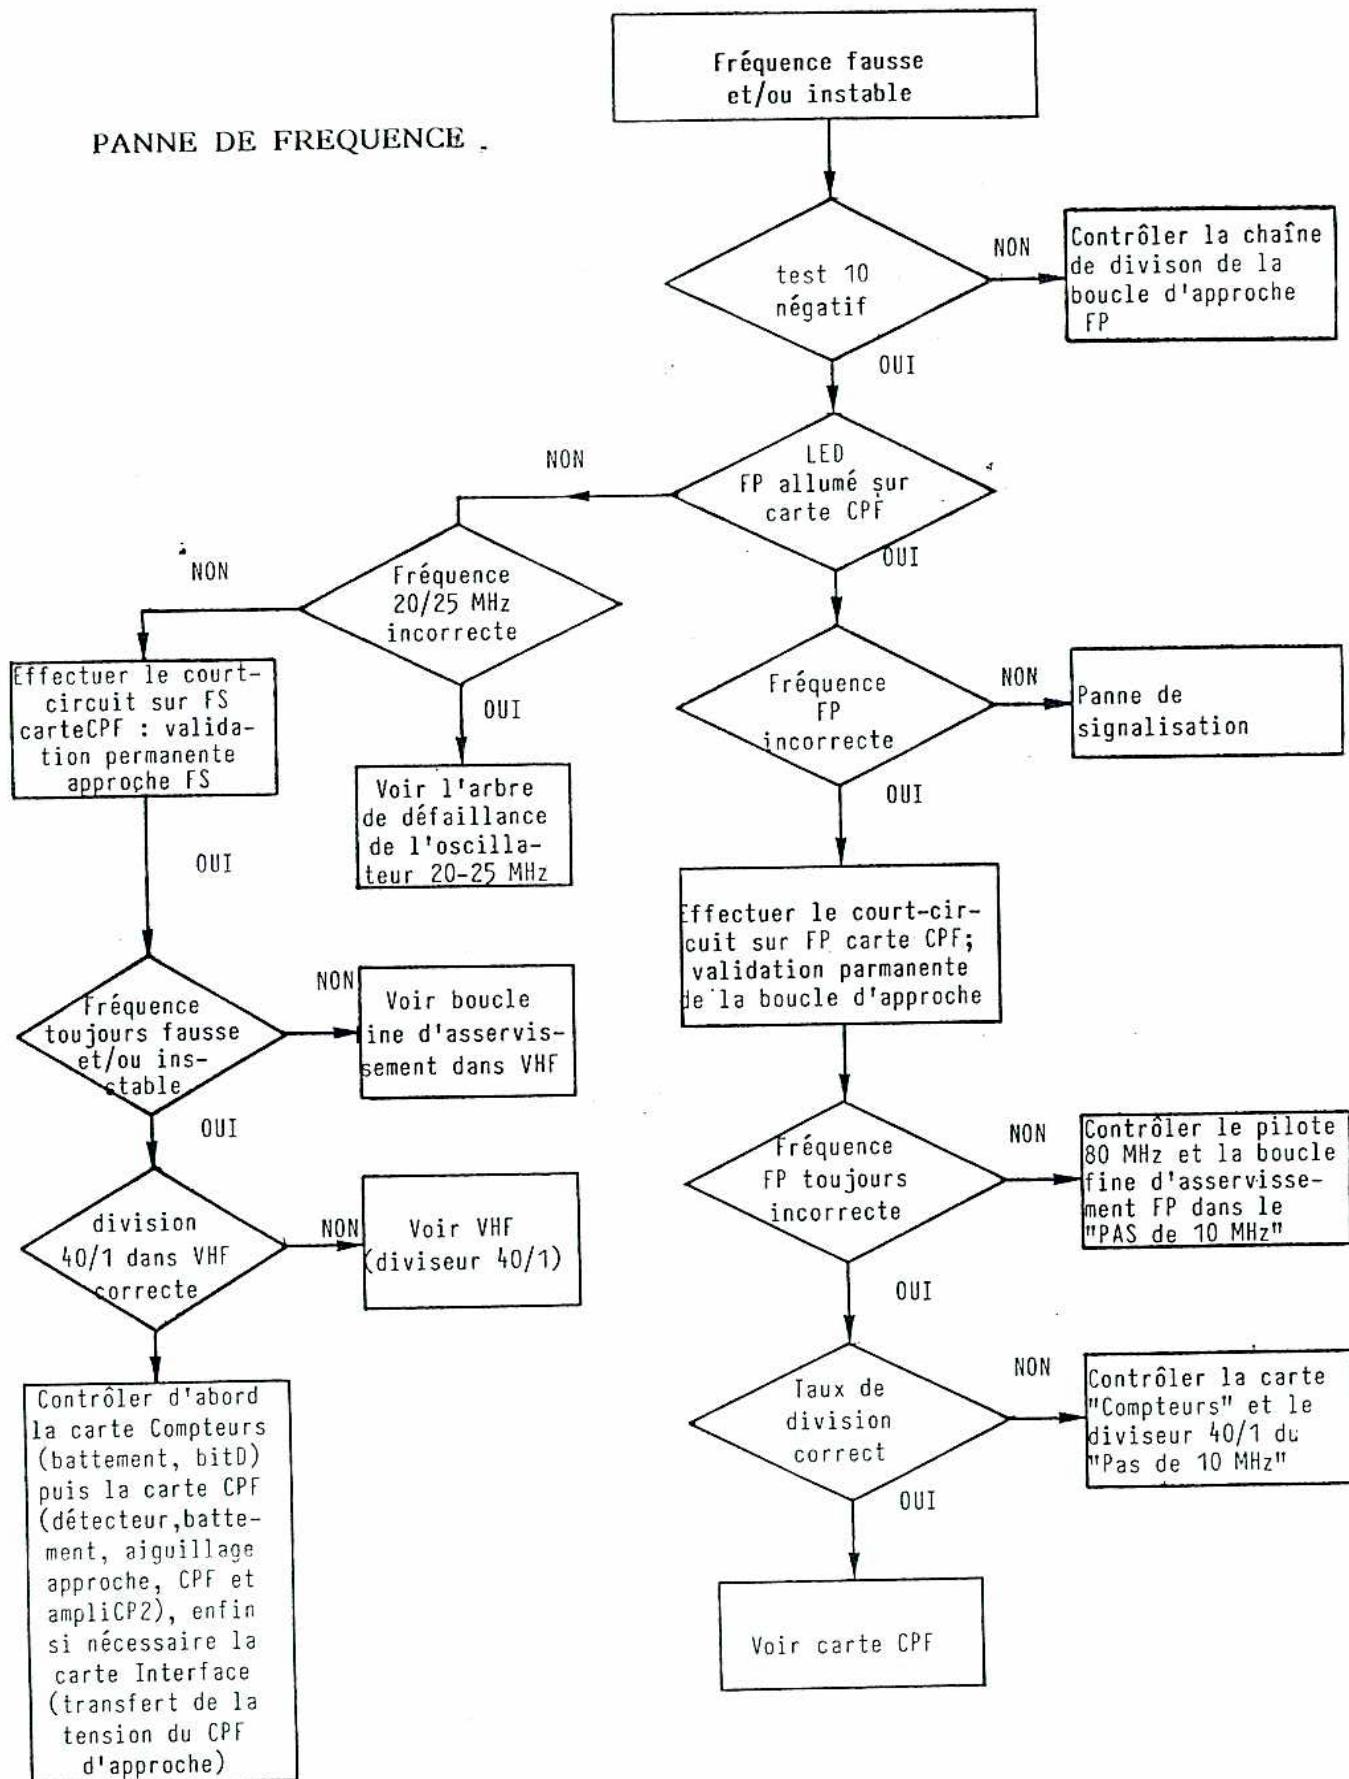 Fréquence fausse
et/ou instable
PANNE DE FREQUENCE
test 10
négatif
NON
Contrôler la chaîne
de divison de la
boucle d'approche
FP
OUI
LED
FP allumé sur
carte CPF
NON
OUI
Fréquence
20/25 MHz
incorrecte
NON
OUI
Effectuer le court-
circuit sur FS
carteCPF : valida-
tion permanente
approche FS
OUI
Voir l'arbre
de défaillance
de l'oscilla-
teur 20-25 MHz
Fréquence
FP
incorrecte
NON
Panne de
signalisation
OUI
Effectuer le court-cir-
cuit sur FP carte CPF;
validation parmanente
de la boucle d'approche
Fréquence
toujours fausse
et/ou ins-
stable
NON
Voir boucle
ine d'asservis-
sement dans VHF
OUI
division
40/1 dans VHF
correcte
NON
Voir VHF
(diviseur 40/1)
Contrôler d'abord
la carte Compteurs
(battement, bitD)
puis la carte CPF
(détecteur,batte-
ment, aiguillage
approche, CPF et
ampliCP2), enfin
si nécessaire la
carte Interface
(transfert de la
tension du CPF
d'approche)
Fréquence
FP toujours
incorrecte
NON
Contrôler le pilote
80 MHz et la boucle
fine d'asservisse-
ment FP dans le
"PAS de 10 MHz"
OUI
Taux de
division
correct
NON
Contrôler la carte
"Compteurs" et le
diviseur 40/1 du
"Pas de 10 MHz"
OUI
Voir carte CPF